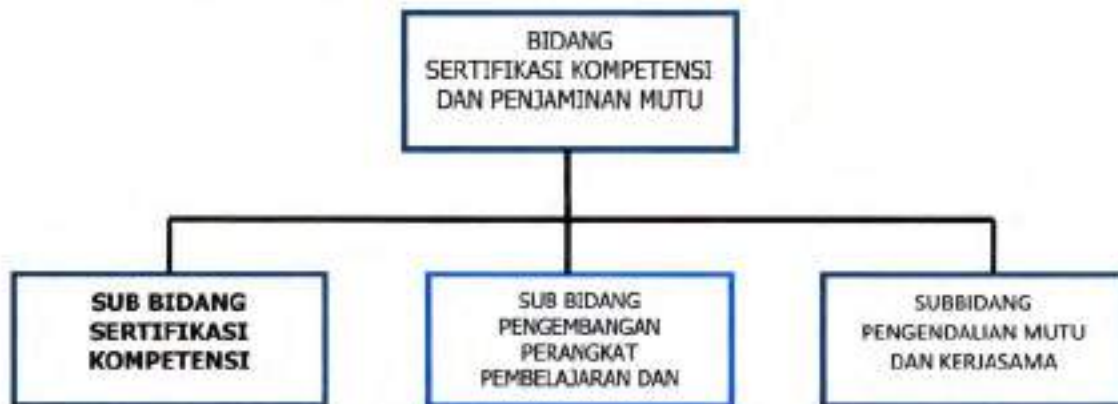 BIDANG
SERTIFIKASI KOMPETENSI
DAN PENJAMINAN MUTU
SUB BIDANG
SERTIFIKASI
KOMPETENSI
SUB BIDANG
PENGEMBANGAN
PERANGKAT
PEMBELAJARAN DAN
SUBBIDANG
PENGENDALIAN MUTU
DAN KERJASAMA